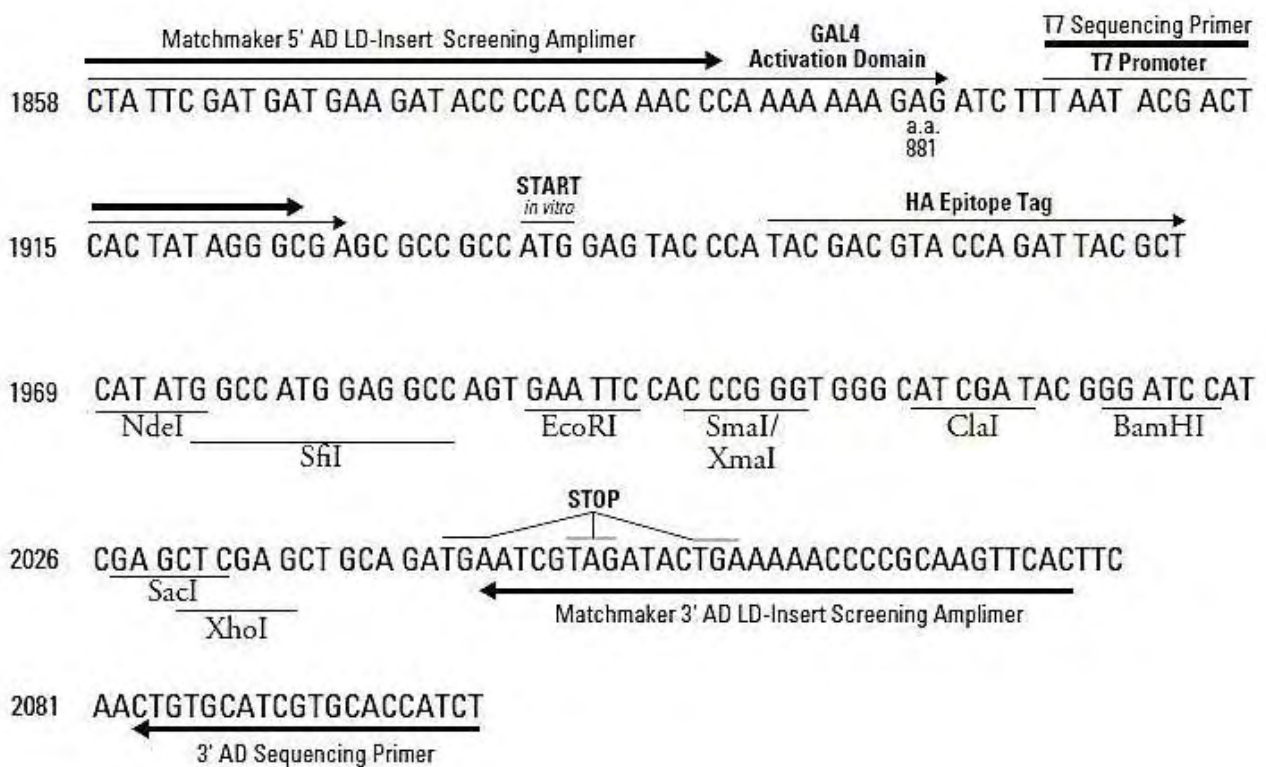 Matchmaker 5' AD LD-Insert Screening Amplimer
GAL4
Activation Domain
T7 Sequencing Primer
T7 Promoter
1858 CTA TTC GAT GAT GAA GAT ACC CCA CCA AAC CCA AAA AAA GAG ATC TTT AAT ACG ACT
a.a.
881
START
in vitro
HA Epitope Tag
1915 CAC TAT AGG GCG AGC GCC GCC ATG GAG TAC CCA TAC GAC GTA CCA GAT TAC GCT
1969 CAT ATG GCC ATG GAG GCC AGT GAA TTC CAC CCG GGT GGG CAT CGA TAC GGG ATC CAT
NdeI
SfiI
EcoRI
SmaI/
XmaI
ClaI
BamHI
STOP
2026 CGA GCT CGA GCT GCA GATGAATCGTAGATACTGAAAAACCCCGCAAGTTCACTTC
SacI
XhoI
Matchmaker 3' AD LD-Insert Screening Amplimer
2081 AACTGTGCATCGTGCACCATCT
3' AD Sequencing Primer